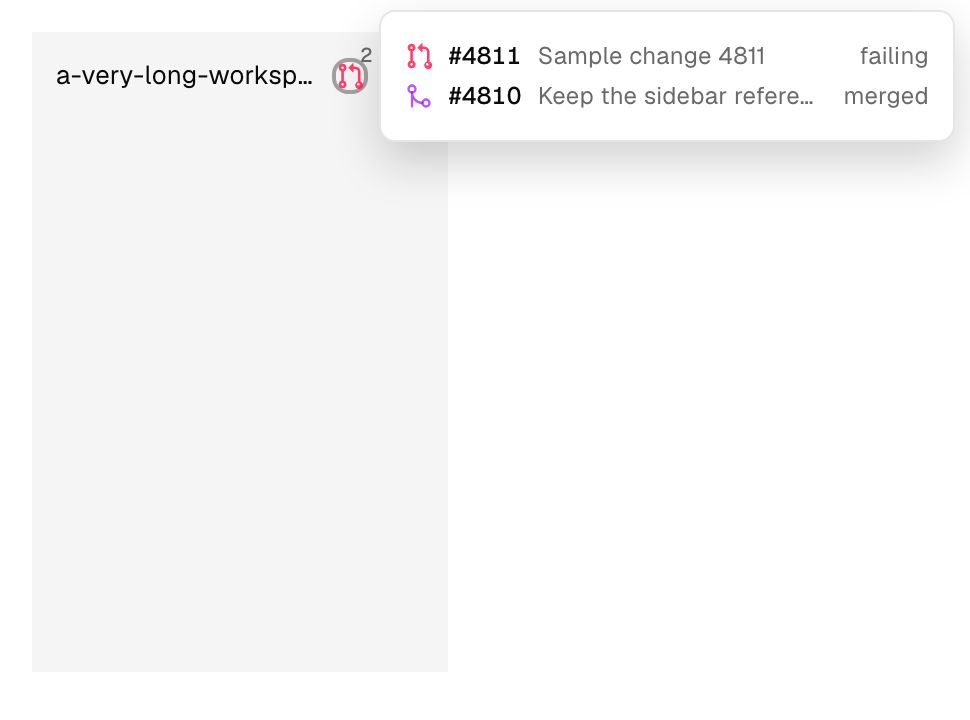 a-very-long-worksp… 2
#4811 Sample change 4811 failing
#4810 Keep the sidebar refere… merged